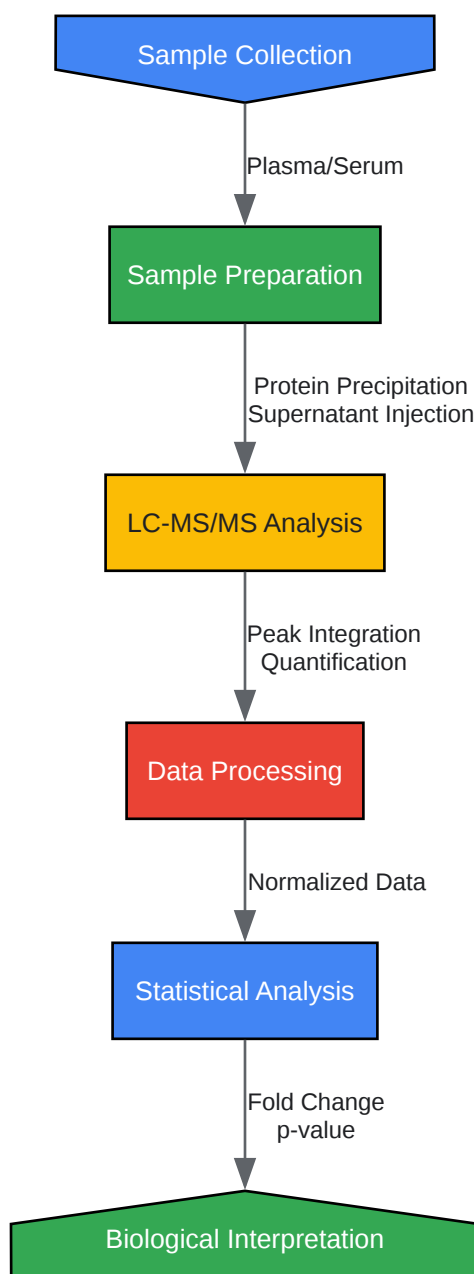 Sample Collection
Plasma/Serum
Sample Preparation
Protein Precipitation
Supernatant Injection
LC-MS/MS Analysis
Peak Integration
Quantification
Data Processing
Normalized Data
Statistical Analysis
Fold Change
p-value
Biological Interpretation